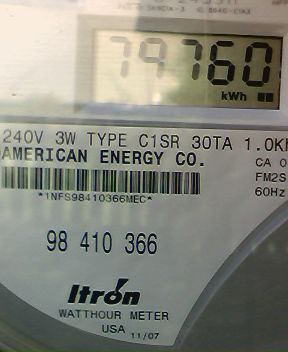 79760
kWh
240V 3W TYPE C1SR 30TA 1.0K
AMERICAN ENERGY CO.
CA 0
FM2S
60Hz
*1NFS98410366MEC*
98 410 366
Itron
WATTHOUR METER
USA 11/07